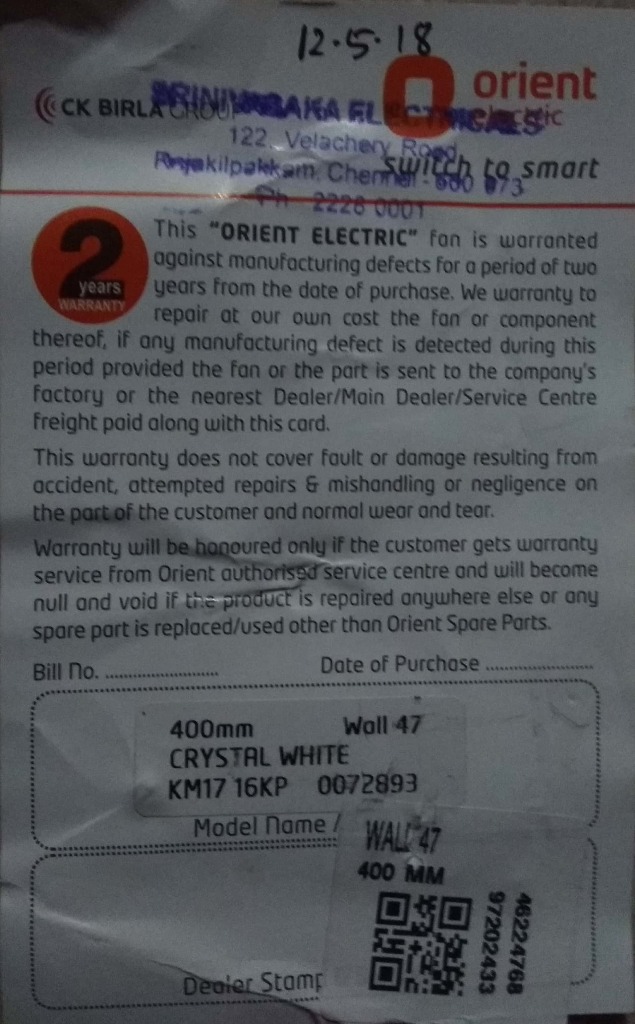 12.5.18
orient
electric
CK BIRLA GROUP
ELECTRICALS
122, Velachery Road,
switch to smart
Chennai - 600 073
Ph 2226 0001
2 years WARRANTY
This "ORIENT ELECTRIC" fan is warranted
against manufacturing defects for a period of two
years from the date of purchase. We warranty to
repair at our own cost the fan or component
thereof, if any manufacturing defect is detected during this
period provided the fan or the part is sent to the company's
factory or the nearest Dealer/Main Dealer/Service Centre
freight paid along with this card.
This warranty does not cover fault or damage resulting from
accident, attempted repairs & mishandling or negligence on
the part of the customer and normal wear and tear.
Warranty will be honoured only if the customer gets warranty
service from Orient authorised service centre and will become
null and void if the product is repaired anywhere else or any
spare part is replaced/used other than Orient Spare Parts.
Bill No. ........................ Date of Purchase ........................
400mm Wall 47
CRYSTAL WHITE
KM17 16KP 0072893
Model Name /
WALL 47
400 MM
46224768
97202433
Dealer Stamp